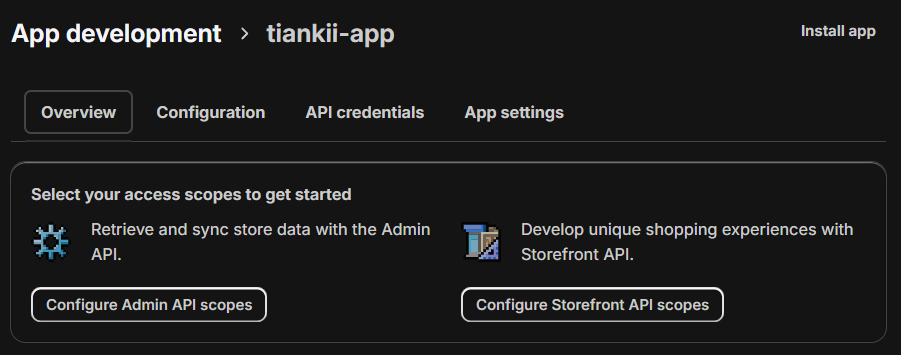 App development > tiankii-app
Install app
Overview
Configuration
API credentials
App settings
Select your access scopes to get started
Retrieve and sync store data with the Admin
API.
Develop unique shopping experiences with
Storefront API.
Configure Admin API scopes
Configure Storefront API scopes